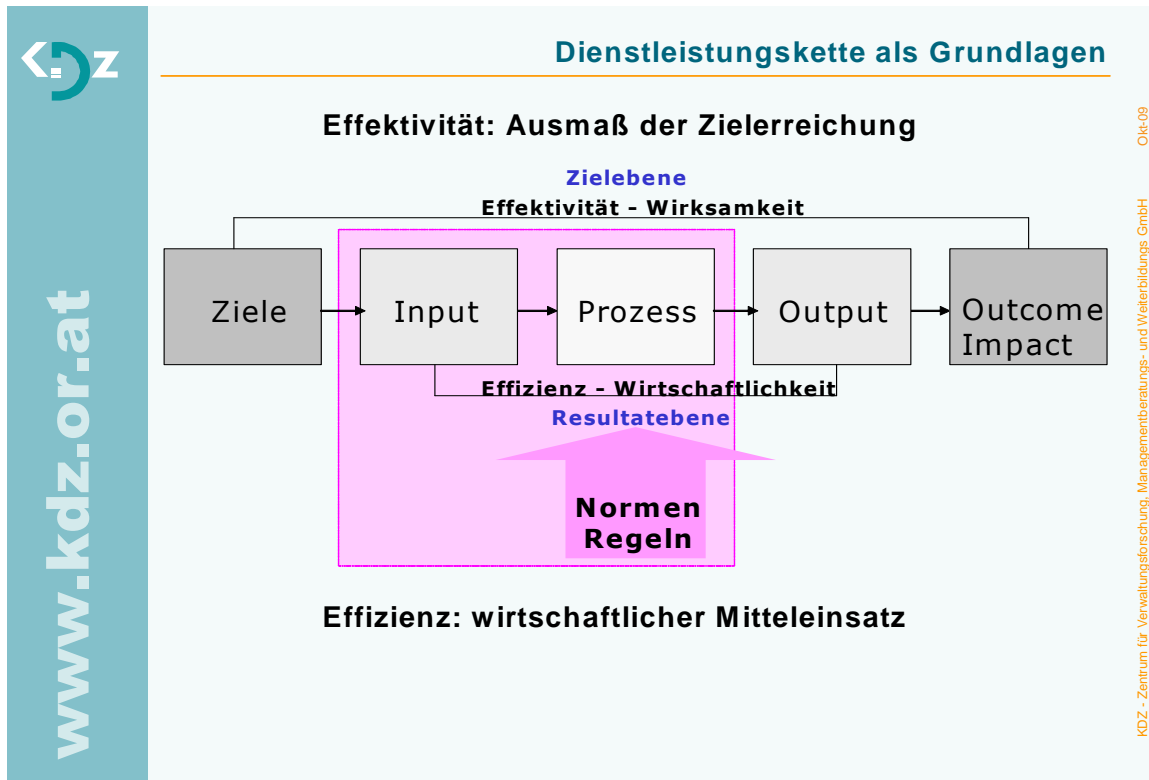 KDZ
Dienstleistungskette als Grundlagen
Effektivität: Ausmaß der Zielerreichung
Zielebene
Effektivität - Wirksamkeit
Ziele
Input
Prozess
Output
Outcome
Impact
Effizienz - Wirtschaftlichkeit
Resultatebene
Normen
Regeln
Effizienz: wirtschaftlicher Mitteleinsatz
www.kdz.or.at
KDZ - Zentrum für Verwaltungsforschung, Managementberatungs- und Weiterbildungs GmbH
Okt-09